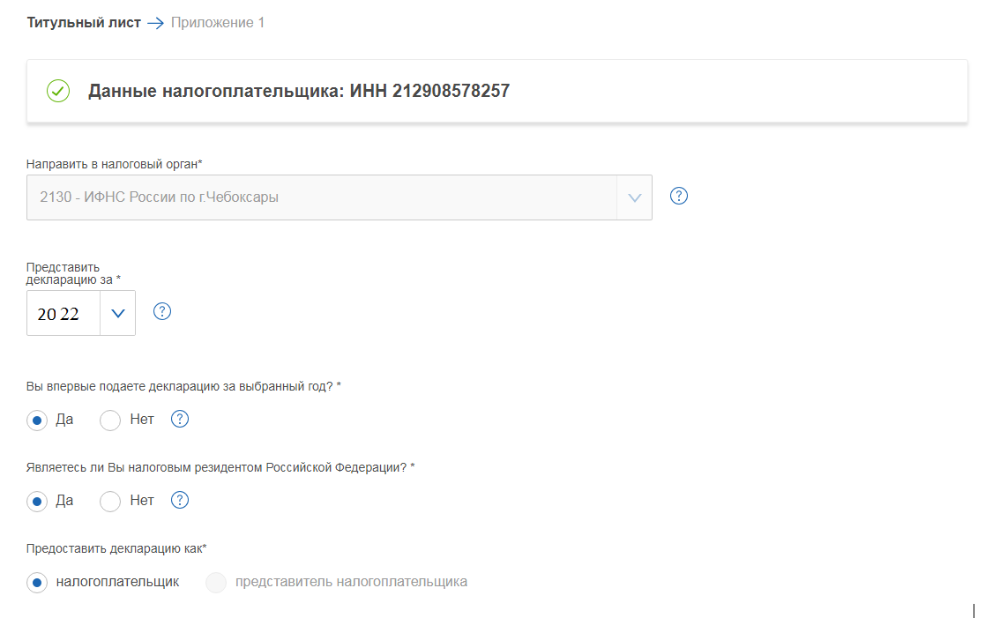 Титульный лист → Приложение 1
Данные налогоплательщика: ИНН 212908578257
Направить в налоговый орган*
2130 - ИФНС России по г.Чебоксары
?
Представить
декларацию за *
20 22
?
Вы впервые подаете декларацию за выбранный год? *
Да Нет ?
Являетесь ли Вы налоговым резидентом Российской Федерации? *
Да Нет ?
Предоставить декларацию как*
налогоплательщик представитель налогоплательщика